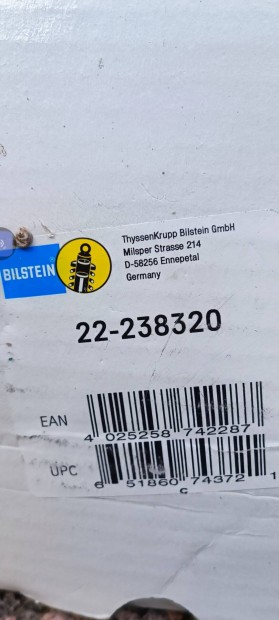 ThyssenKrupp Bilstein GmbH
Milsper Strasse 214
D-58256 Ennepetal
Germany
BILSTEIN
22-238320
EAN
4 025258 742287
UPC
6 51860 74372 1
c